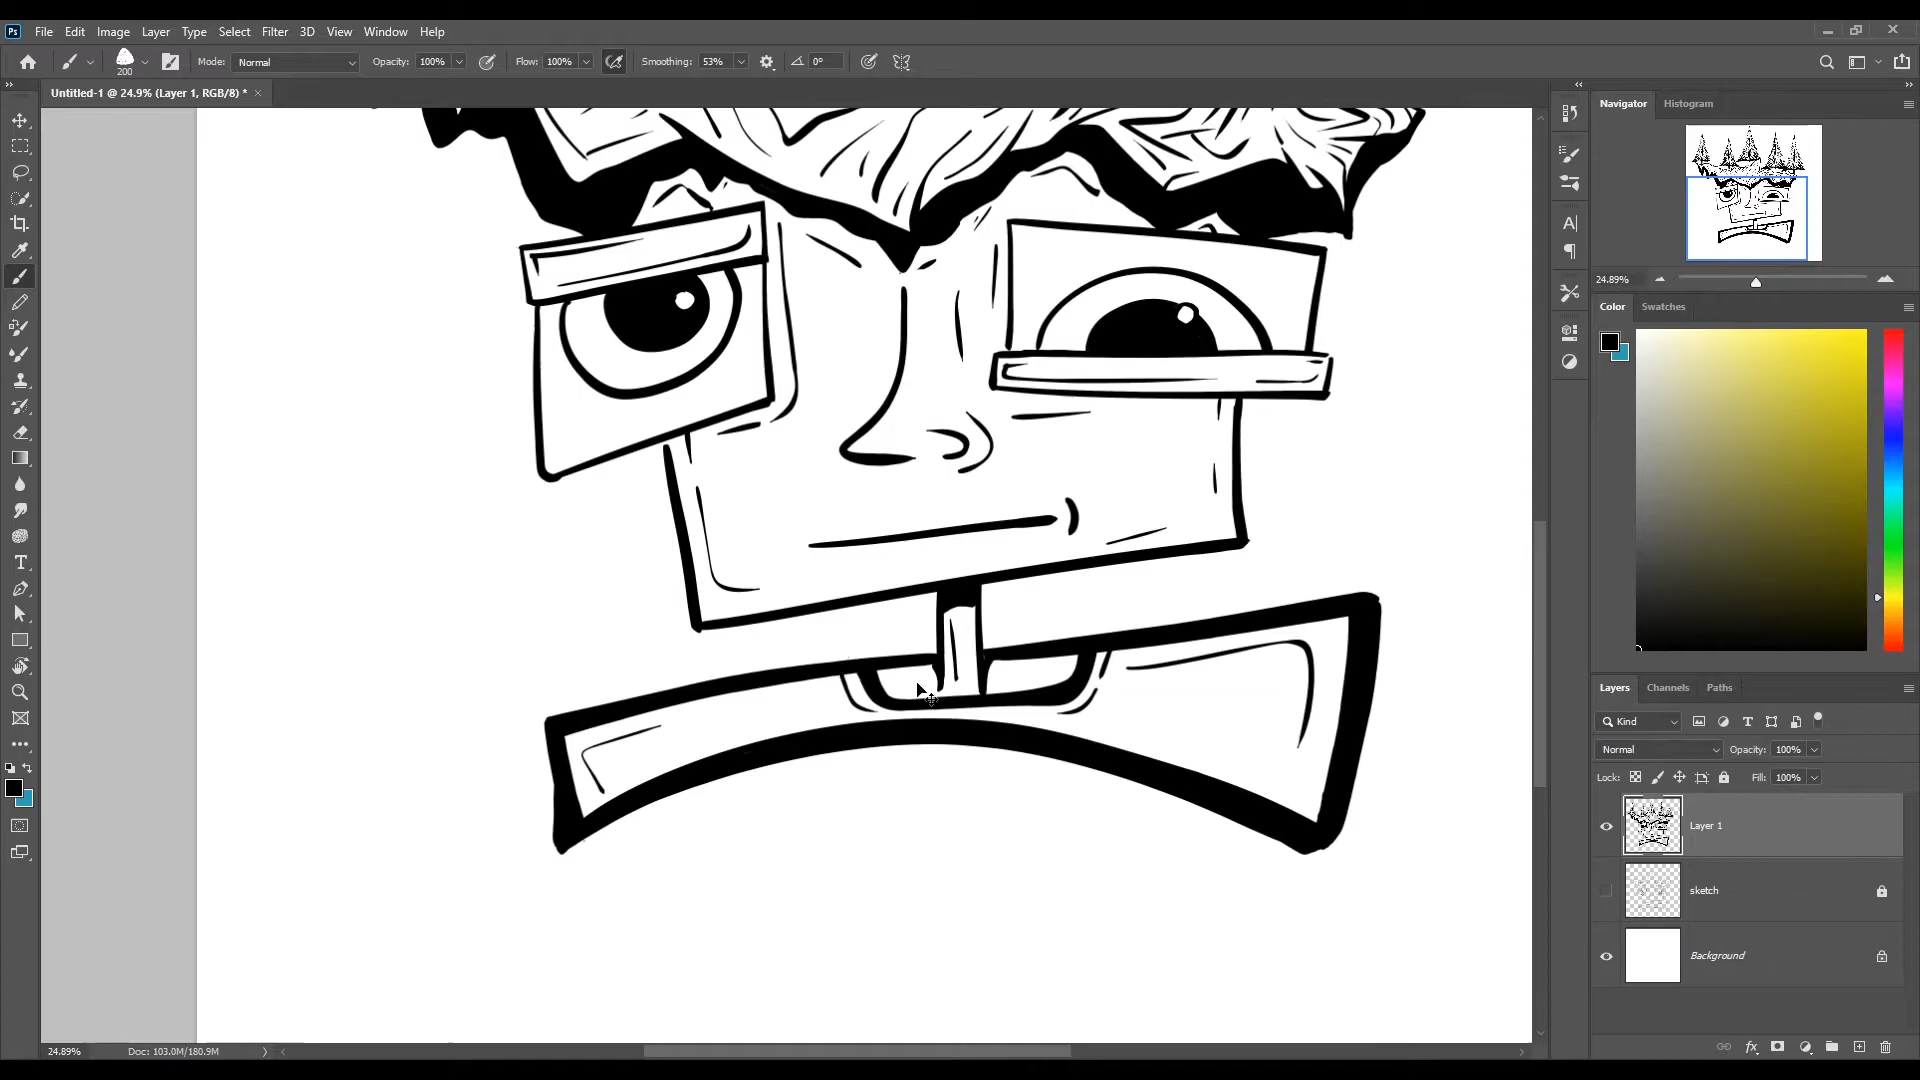 Ps File Edit Image Layer Type Select Filter 3D View Window Help
200 Mode: Normal Opacity: 100% Flow: 100% Smoothing: 53% 0°
Untitled-1 @ 24.9% (Layer 1, RGB/8) * ×
Navigator Histogram
24.89%
Color Swatches
Layers Channels Paths
Kind
Normal Opacity: 100%
Lock: Fill: 100%
Layer 1
sketch
Background
fx
24.89% Doc: 103.0M/180.9M